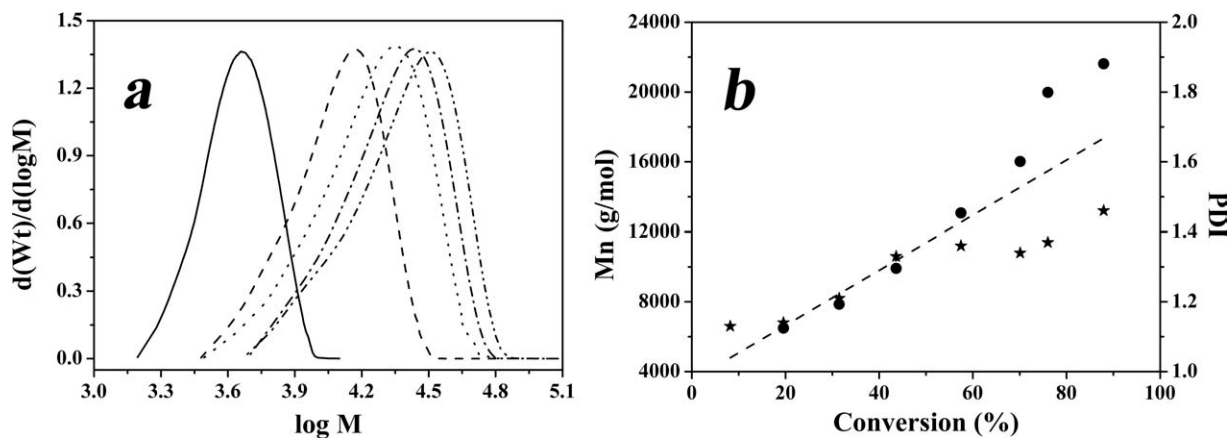 a
d(Wt)/d(logM)
1.5
1.2
0.9
0.6
0.3
0.0
3.0 3.3 3.6 3.9 4.2 4.5 4.8 5.1
log M
b
Mn (g/mol)
24000
20000
16000
12000
8000
4000
0 20 40 60 80 100
Conversion (%)
2.0
1.8
1.6
1.4
1.2
1.0
PDI